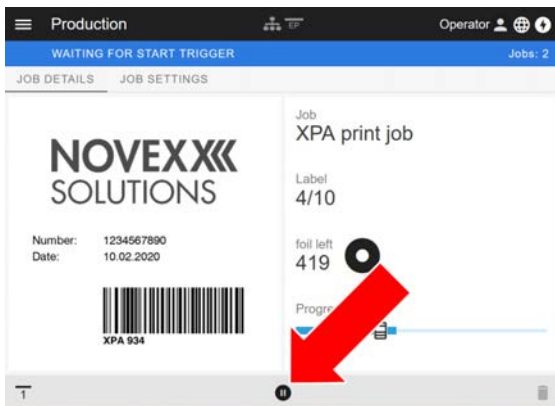 Production
EP
Operator
WAITING FOR START TRIGGER
Jobs: 2
JOB DETAILS
JOB SETTINGS
NOVEXX
SOLUTIONS
Number: 1234567890
Date: 10.02.2020
XPA 934
Job
XPA print job
Label
4/10
foil left
419
Progre
1